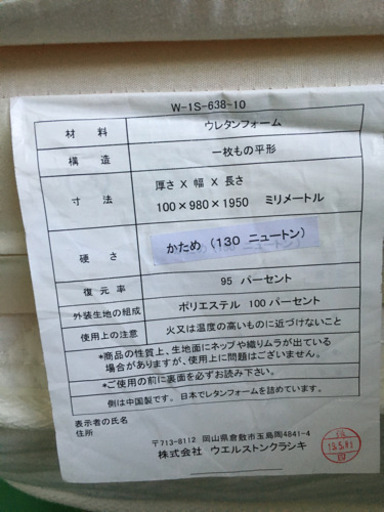 W-1S-638-10
材料 ウレタンフォーム
構造 一枚もの平形
寸法 厚さ X 幅 X 長さ
100×980×1950 ミリメートル
硬さ かため（130 ニュートン）
復元率 95 パーセント
外装生地の組成 ポリエステル 100パーセント
使用上の注意 火又は温度の高いものに近づけないこと
*商品の性質上、生地面にネップや織りムラが出ている
場合がありますが、使用上に問題はございません。
*ご使用の前に裏面を必ずお読み下さい。
側は中国製です。日本でレタンフォームを詰めています。
表示者の氏名
住所
〒713-8112 岡山県倉敷市玉島周4841-4
株式会社 ウエルストンクラシキ